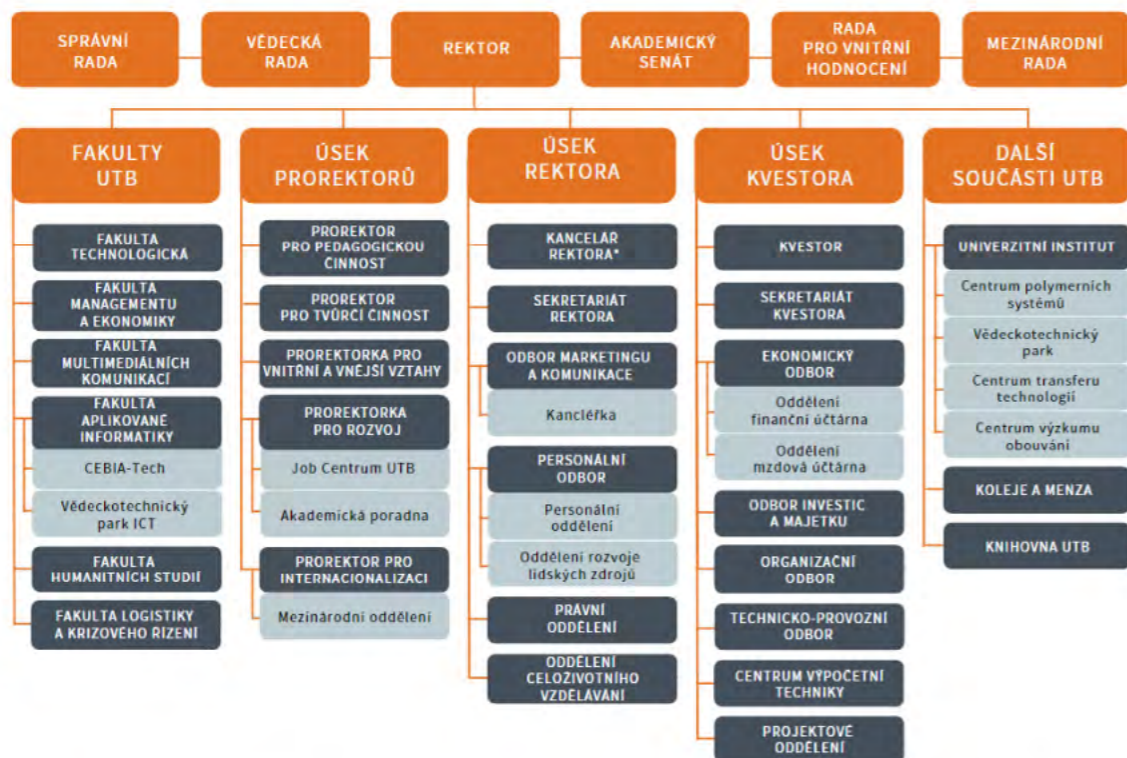 SPRÁVNÍ
RADA
VĚDECKÁ
RADA
REKTOR
AKADEMICKÝ
SENÁT
RADA
PRO VNITŘNÍ
HODNOCENÍ
MEZINÁRODNÍ
RADA
FAKULTY
UTB
FAKULTA
TECHNOLOGICKÁ
FAKULTA
MANAGEMENTU
A EKONOMIKY
FAKULTA
MULTIMEDIÁLNÍCH
KOMUNIKACÍ
FAKULTA
APLIKOVANÉ
INFORMATIKY
CEBIA-Tech
Vědeckotechnický
park ICT
FAKULTA
HUMANITNÍCH STUDIÍ
FAKULTA LOGISTIKY
A KRIZOVÉHO ŘÍZENÍ
ÚSEK
PROREKTORŮ
PROREKTOR
PRO PEDAGOGICKOU
ČINNOST
PROREKTOR
PRO TVŮRČÍ ČINNOST
PROREKTORKA PRO
VNITŘNÍ A VNĚJŠÍ VZTAHY
PROREKTORKA
PRO ROZVOJ
Job Centrum UTB
Akademická poradna
PROREKTOR PRO
INTERNACIONALIZACI
Mezinárodní oddělení
ÚSEK
REKTORA
KANCELÁŘ
REKTORA*
SEKRETARIÁT
REKTORA
ODBOR MARKETINGU
A KOMUNIKACE
Kancléřka
PERSONÁLNÍ
ODBOR
Personální
oddělení
Oddělení rozvoje
lidských zdrojů
PRÁVNÍ
ODDĚLENÍ
ODDĚLENÍ
CELOŽIVOTNÍHO
VZDĚLÁVÁNÍ
ÚSEK
KVESTORA
KVESTOR
SEKRETARIÁT
KVESTORA
EKONOMICKÝ
ODBOR
Oddělení
finanční účtárna
Oddělení
mzdová účtárna
ODBOR INVESTIC
A MAJETKU
ORGANIZAČNÍ
ODBOR
TECHNICKO-PROVOZNÍ
ODBOR
CENTRUM VÝPOČETNÍ
TECHNIKY
PROJEKTOVÉ
ODDĚLENÍ
DALŠÍ
SOUČÁSTI UTB
UNIVERZITNÍ INSTITUT
Centrum polymerních
systémů
Vědeckotechnický
park
Centrum transferu
technologií
Centrum výzkumu
obouvání
KOLEJE A MENZA
KNIHOVNA UTB